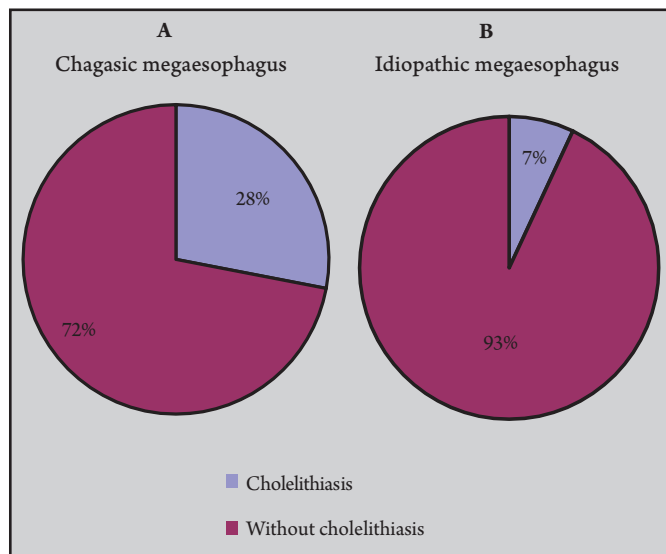 A
Chagasic megaesophagus
B
Idiopathic megaesophagus
28%
72%
7%
93%
Cholelithiasis
Without cholelithiasis